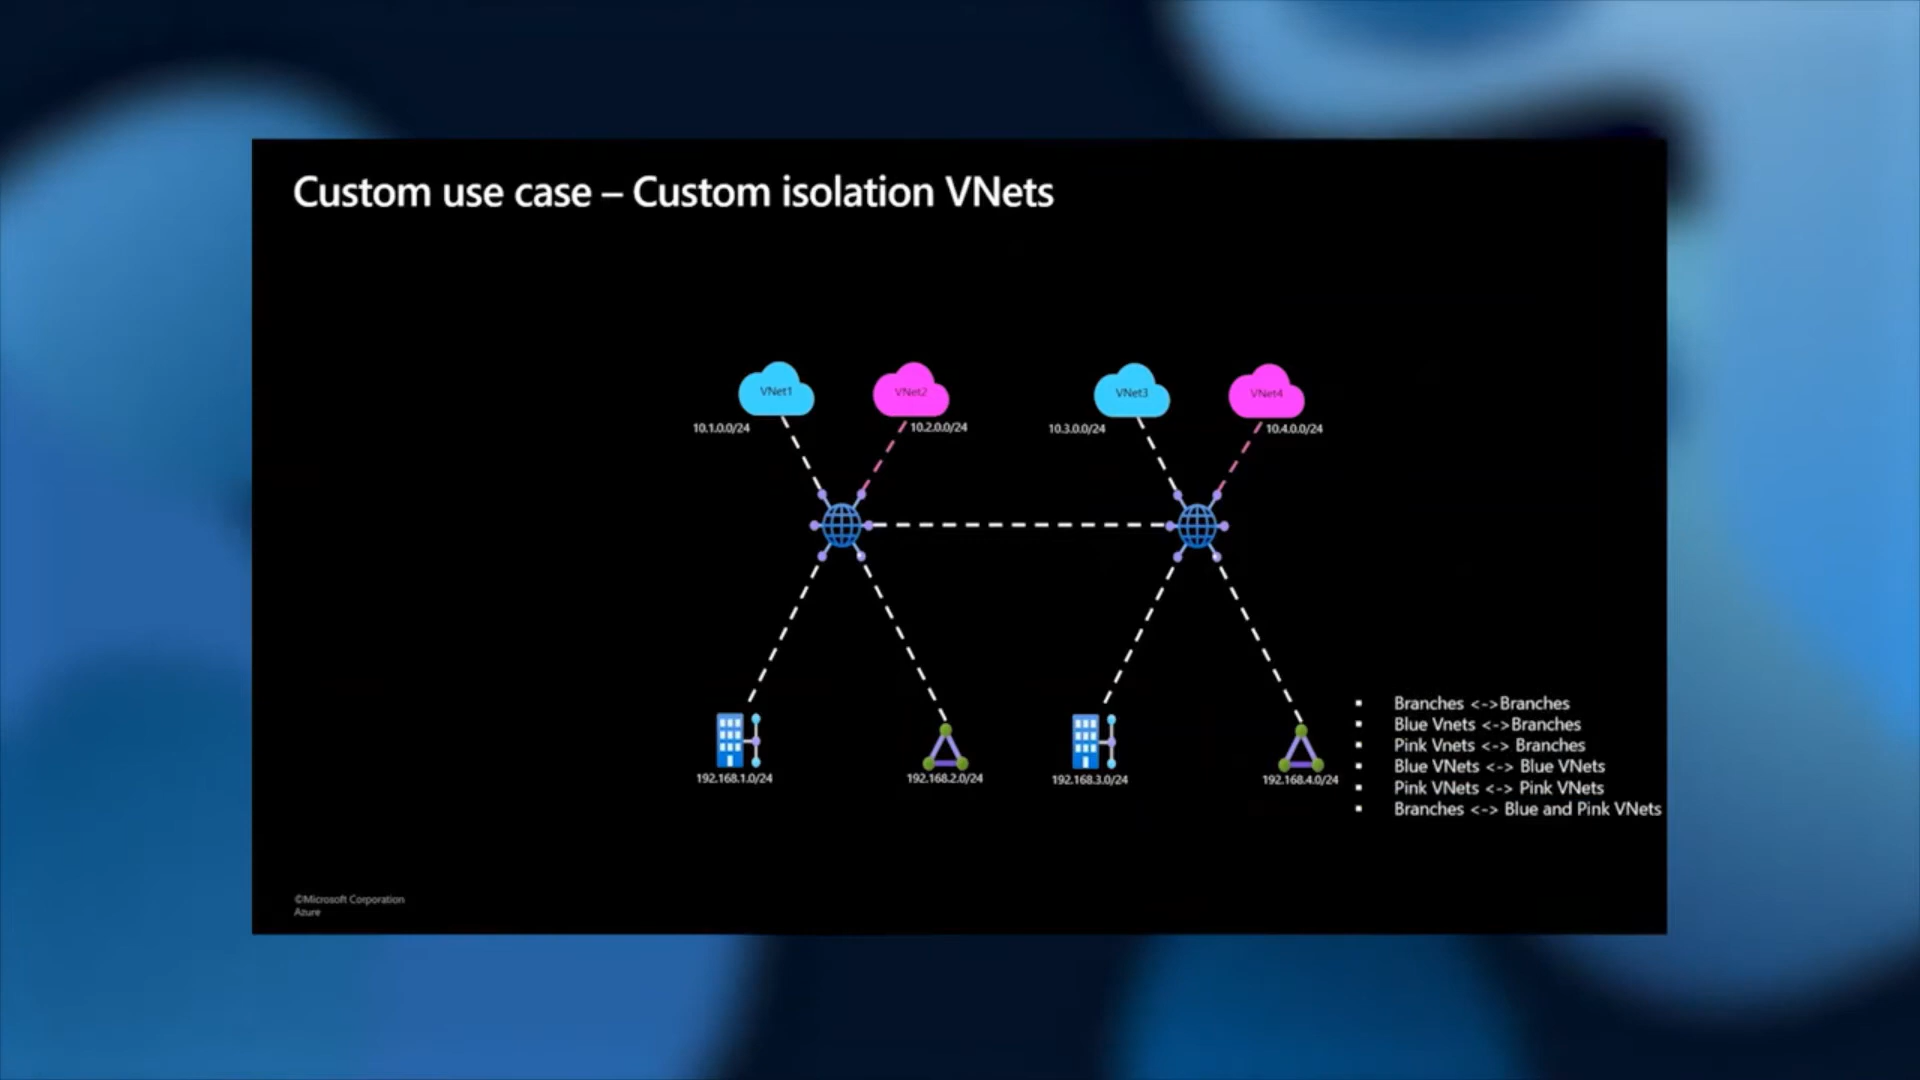 Custom use case – Custom isolation VNets
VNet1
VNet2
VNet3
VNet4
10.1.0.0/24
10.2.0.0/24
10.3.0.0/24
10.4.0.0/24
Branches <->Branches
Blue Vnets <->Branches
Pink Vnets <-> Branches
Blue VNets <-> Blue VNets
Pink VNets <-> Pink VNets
Branches <-> Blue and Pink VNets
192.168.1.0/24
192.168.2.0/24
192.168.3.0/24
192.168.4.0/24
©Microsoft Corporation
Azure